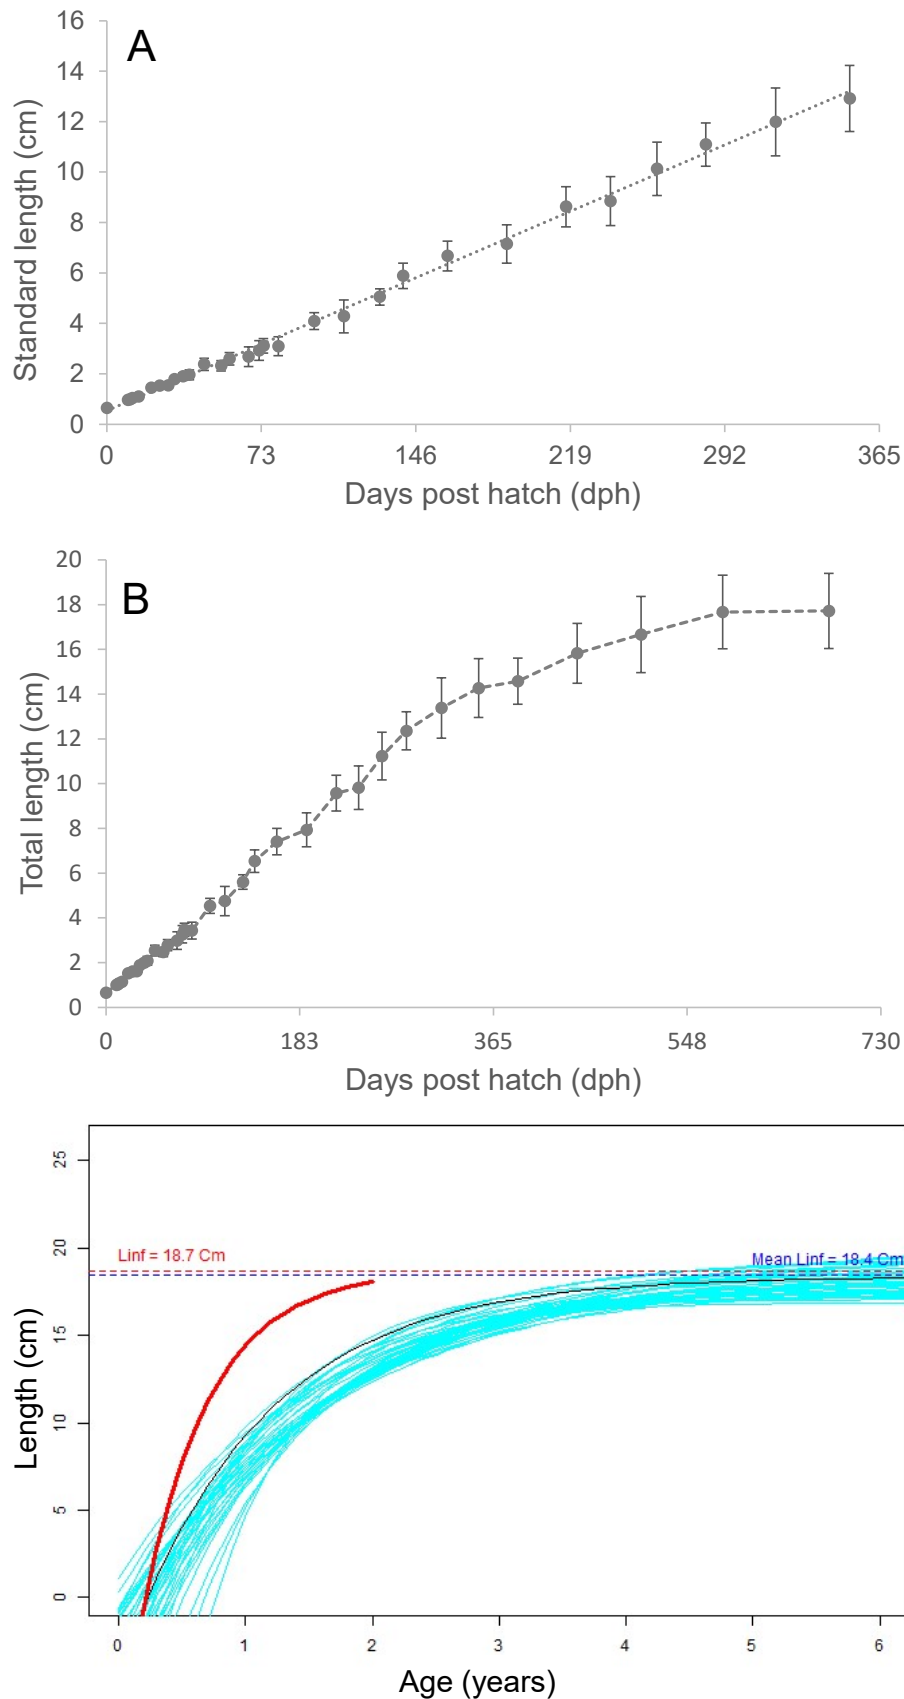 A
16
14
12
10
8
6
4
2
0
Standard length (cm)
0 73 146 219 292 365
Days post hatch (dph)
B
20
18
16
14
12
10
8
6
4
2
0
Total length (cm)
0 183 365 548 730
Days post hatch (dph)
25
20
15
10
5
0
Length (cm)
Linf = 18.7 Cm
Mean Linf = 18.4 Cm
0 1 2 3 4 5 6
Age (years)